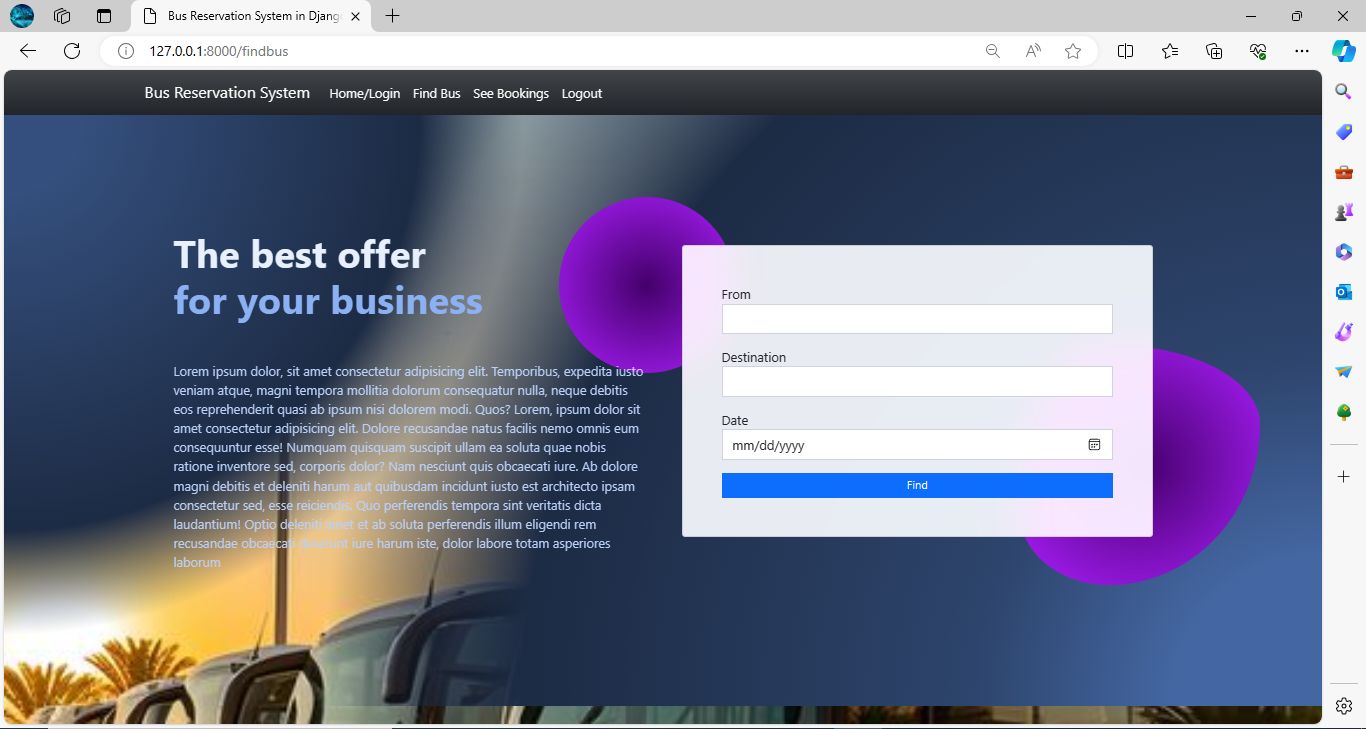 Bus Reservation System in Djang
127.0.0.1:8000/findbus
Bus Reservation System Home/Login Find Bus See Bookings Logout
The best offer
for your business
Lorem ipsum dolor, sit amet consectetur adipisicing elit. Temporibus, expedita iusto
veniam atque, magni tempora mollitia dolorum consequatur nulla, neque debitis
eos reprehenderit quasi ab ipsum nisi dolorem modi. Quos? Lorem, ipsum dolor sit
amet consectetur adipisicing elit. Dolore recusandae natus facilis nemo omnis eum
consequuntur esse! Numquam quisquam suscipit ullam ea soluta quae nobis
ratione inventore sed, corporis dolor? Nam nesciunt quis obcaecati iure. Ab dolore
magni debitis et deleniti harum aut quibusdam incidunt iusto est architecto ipsam
consectetur sed, esse reiciendis. Quo perferendis tempora sint veritatis dicta
laudantium! Optio deleniti amet et ab soluta perferendis illum eligendi rem
recusandae obcaecati iure harum iste, dolor labore totam asperiores
laborum
From
Destination
Date
mm/dd/yyyy
Find